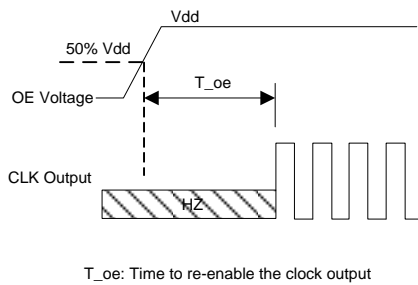 Vdd
50% Vdd
T_oe
OE Voltage
CLK Output
HZ
T_oe: Time to re-enable the clock output